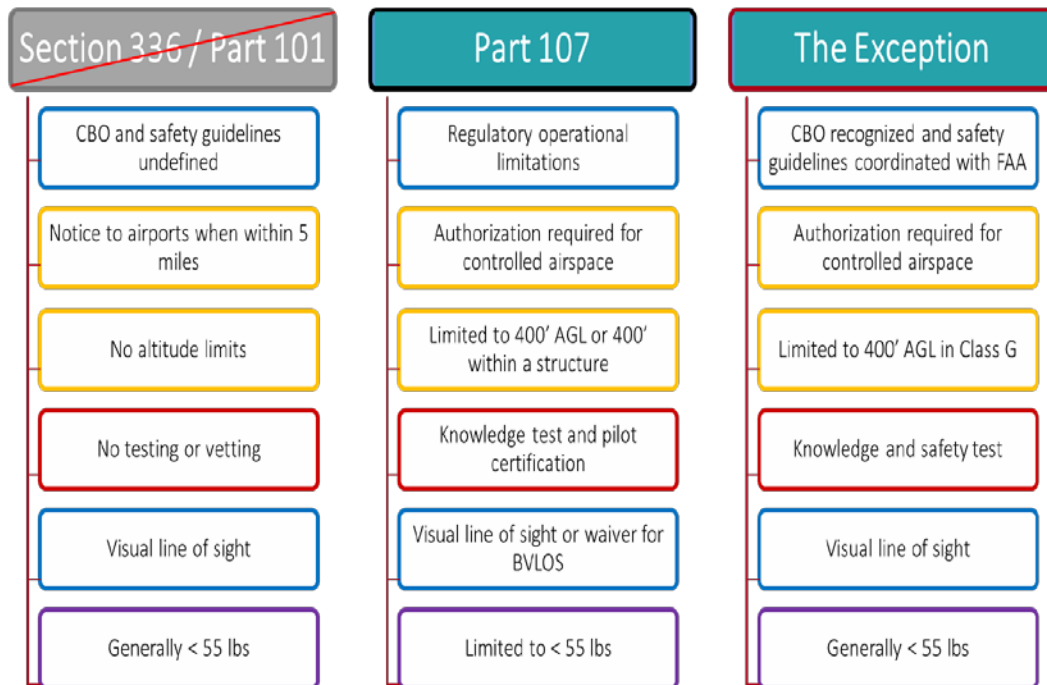 Section 336 / Part 101
CBO and safety guidelines
undefined
Notice to airports when within 5
miles
No altitude limits
No testing or vetting
Visual line of sight
Generally < 55 lbs
Part 107
Regulatory operational
limitations
Authorization required for
controlled airspace
Limited to 400’ AGL or 400’
within a structure
Knowledge test and pilot
certification
Visual line of sight or waiver for
BVLOS
Limited to < 55 lbs
The Exception
CBO recognized and safety
guidelines coordinated with FAA
Authorization required for
controlled airspace
Limited to 400’ AGL in Class G
Knowledge and safety test
Visual line of sight
Generally < 55 lbs